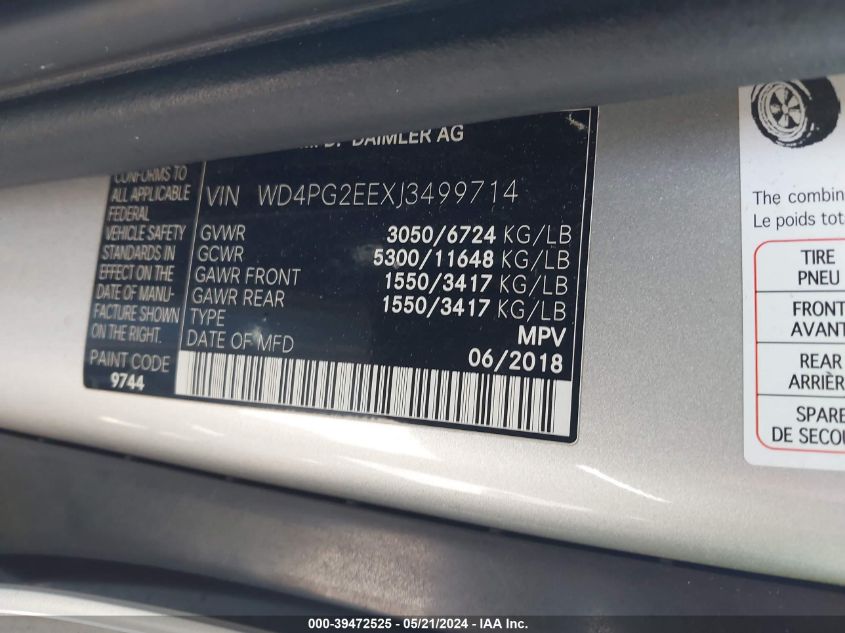 DAIMLER AG
CONFORMS TO
ALL APPLICABLE
FEDERAL
VEHICLE SAFETY
STANDARDS IN
EFFECT ON THE
DATE OF MANU-
FACTURE SHOWN
ON THE RIGHT.
PAINT CODE
9744
VIN WD4PG2EEXJ3499714
GVWR 3050/6724 KG/LB
GCWR 5300/11648 KG/LB
GAWR FRONT 1550/3417 KG/LB
GAWR REAR 1550/3417 KG/LB
TYPE MPV
DATE OF MFD 06/2018
The combin
Le poids tot
TIRE
PNEU
FRONT
AVANT
REAR
ARRIÈR
SPARE
DE SECOU
000-39472525 - 05/21/2024 - IAA Inc.